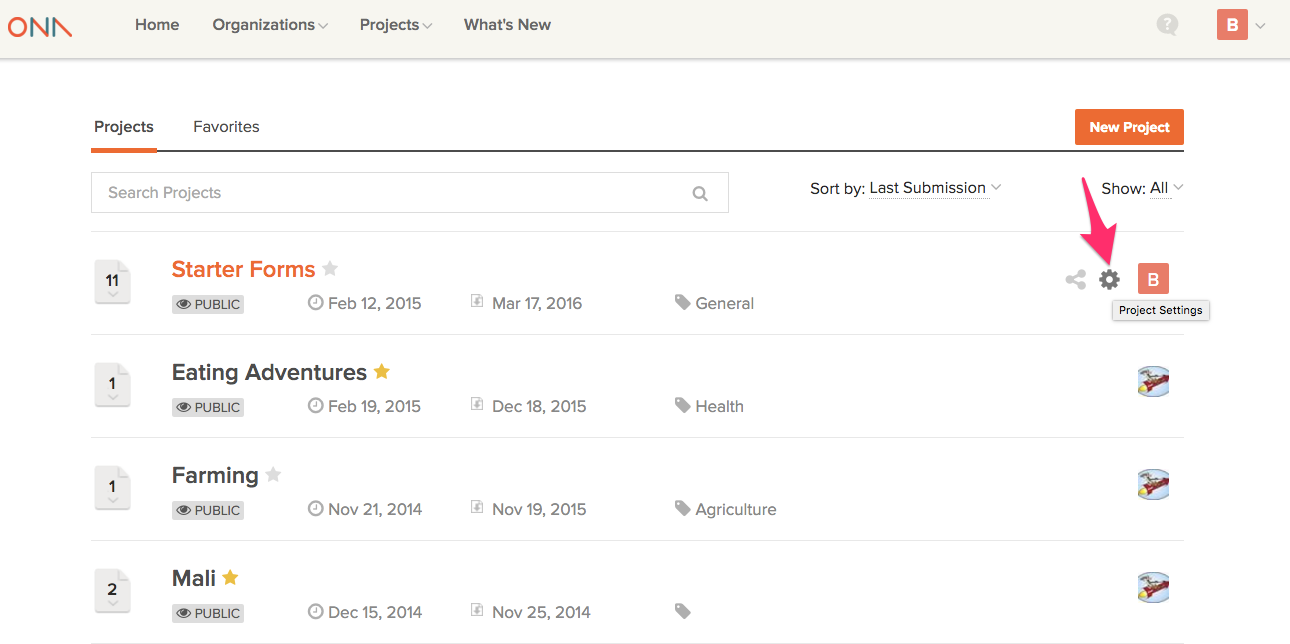 ONA Home Organizations Projects What's New ? B
Projects Favorites New Project
Search Projects Sort by: Last Submission Show: All
11 Starter Forms B
PUBLIC Feb 12, 2015 Mar 17, 2016 General
Project Settings
1 Eating Adventures
PUBLIC Feb 19, 2015 Dec 18, 2015 Health
1 Farming
PUBLIC Nov 21, 2014 Nov 19, 2015 Agriculture
2 Mali
PUBLIC Dec 15, 2014 Nov 25, 2014